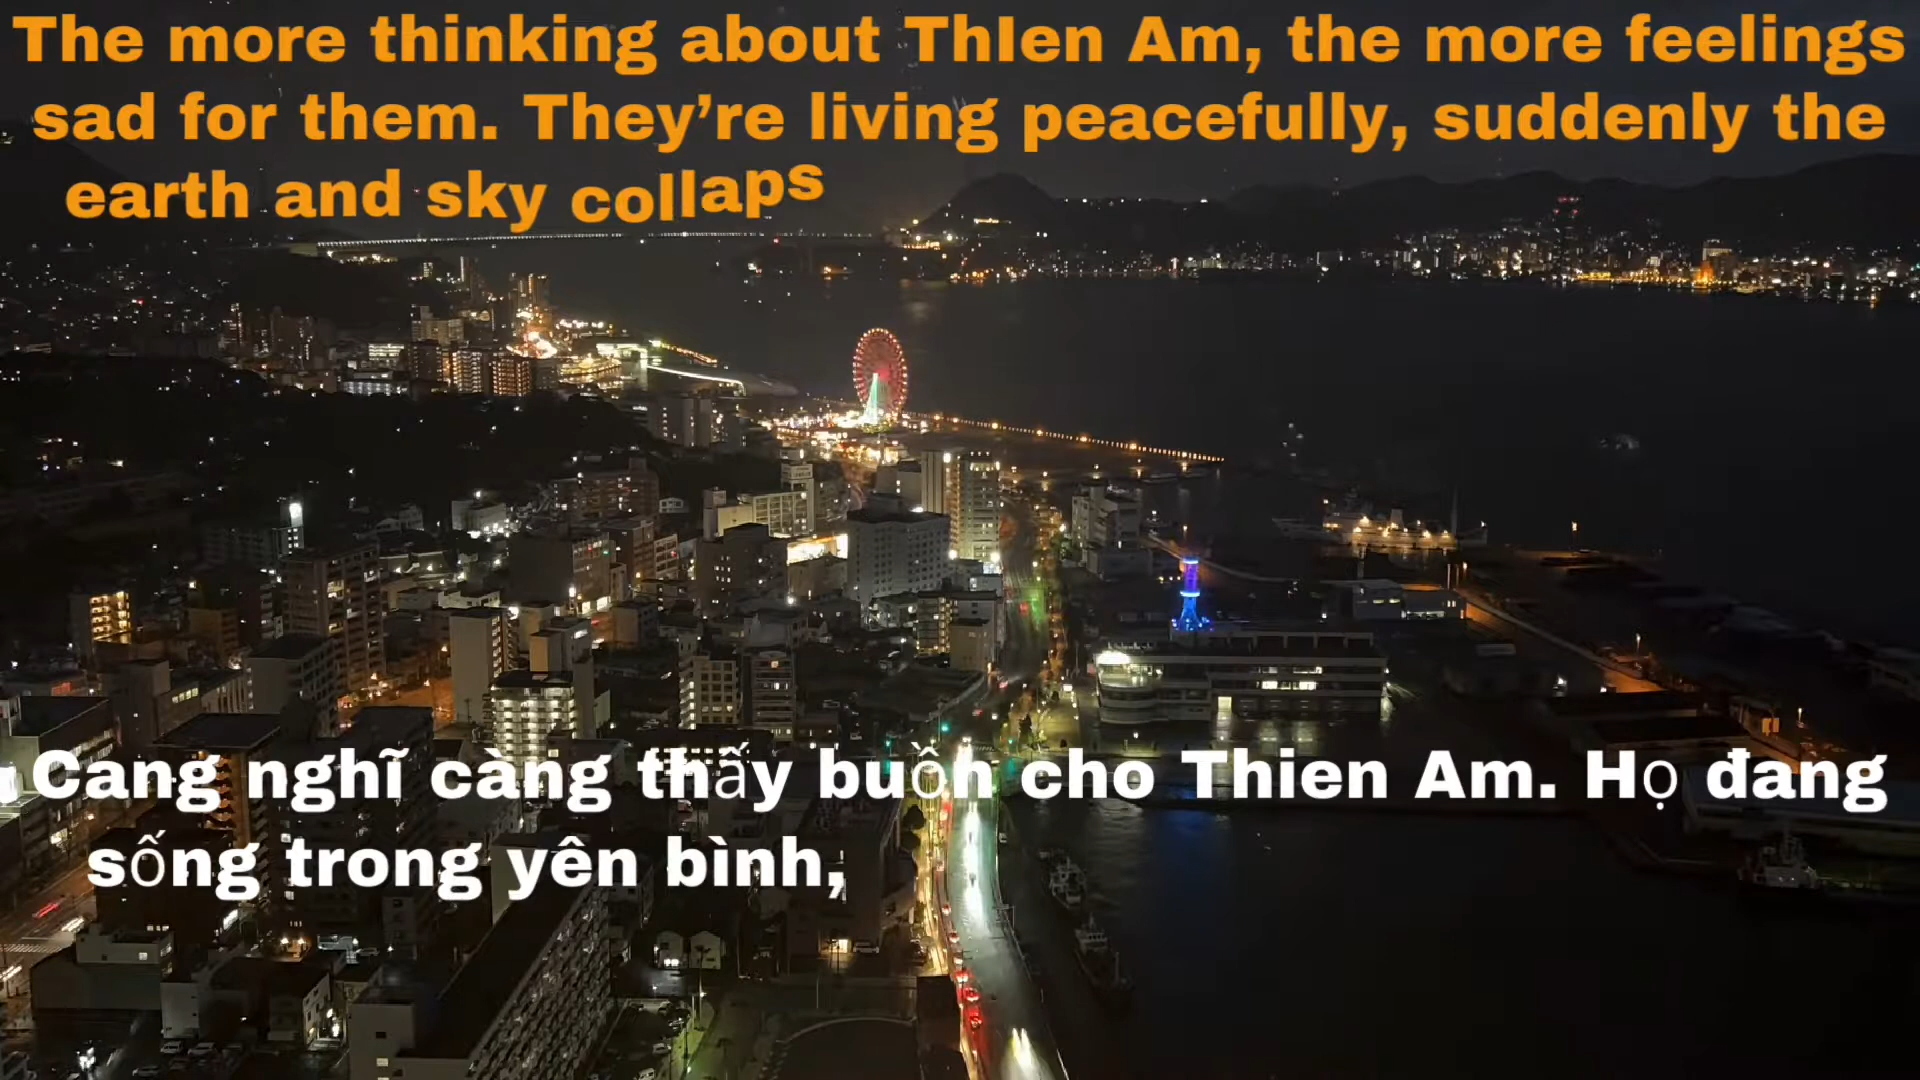 The more thinking about ThIen Am, the more feelings
sad for them. They’re living peacefully, suddenly the
earth and sky collaps
Cang nghĩ càng thấy buồn cho Thien Am. Họ đang
sống trong yên bình,